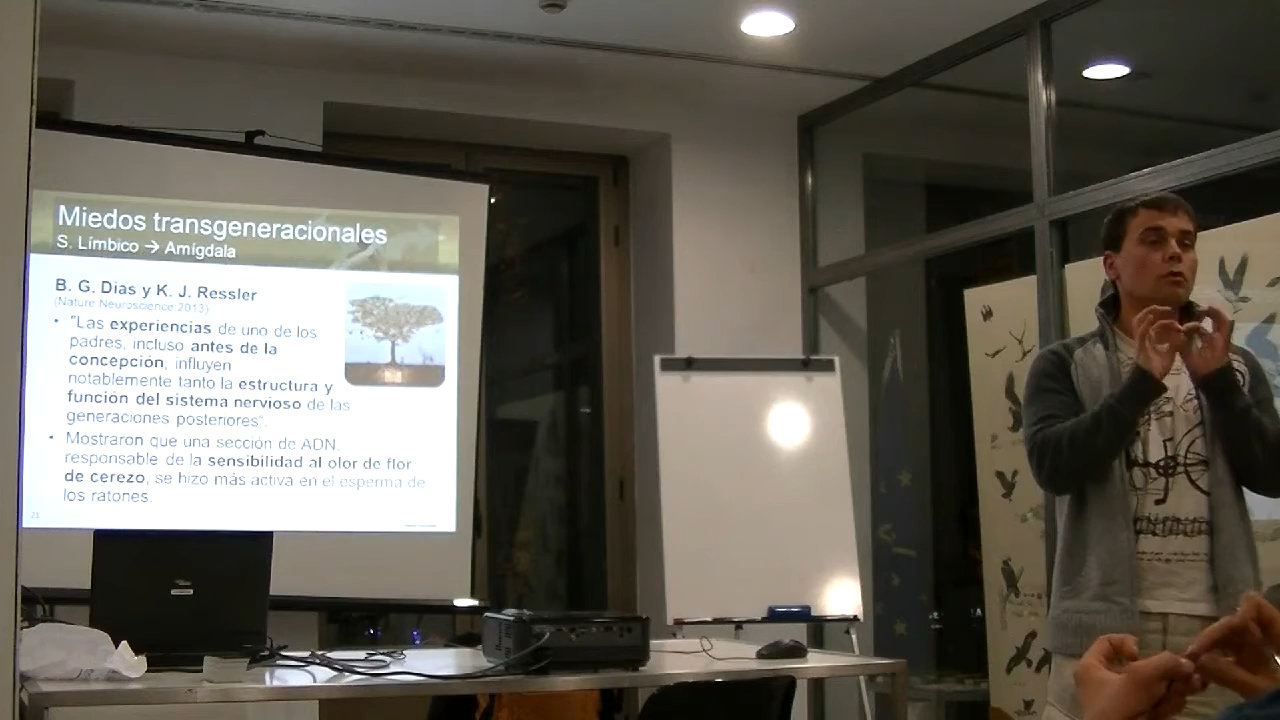 Miedos transgeneracionales
S. Límbico → Amígdala
B. G. Dias y K. J. Ressler
(Nature Neuroscience 2013)
• "Las experiencias de uno de los
padres, incluso antes de la
concepción, influyen
notablemente tanto la estructura y
función del sistema nervioso de las
generaciones posteriores".
• Mostraron que una sección de ADN,
responsable de la sensibilidad al olor de flor
de cerezo, se hizo más activa en el esperma de
los ratones.